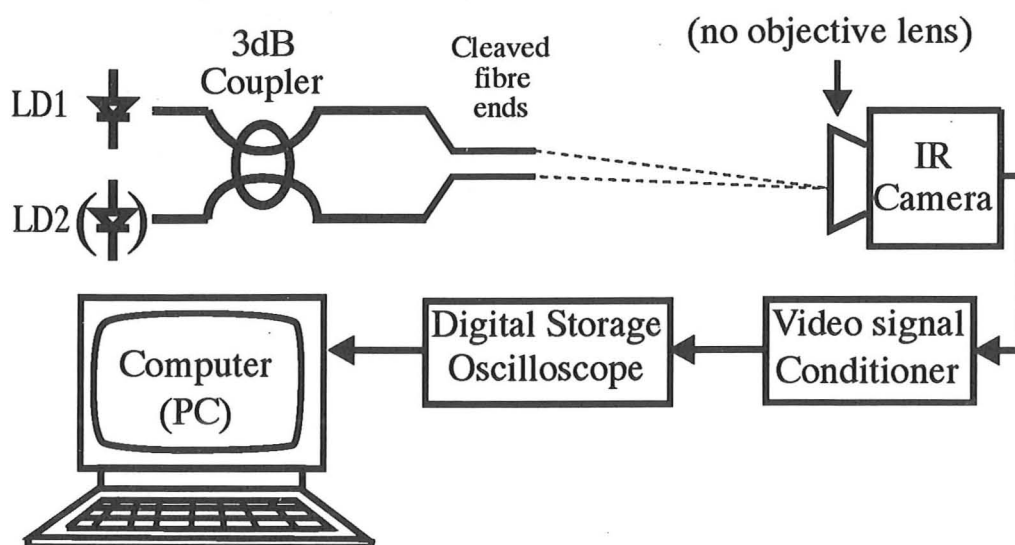 3dB
Coupler
Cleaved
fibre
ends
(no objective lens)
LD1
LD2
IR
Camera
Computer
(PC)
Digital Storage
Oscilloscope
Video signal
Conditioner